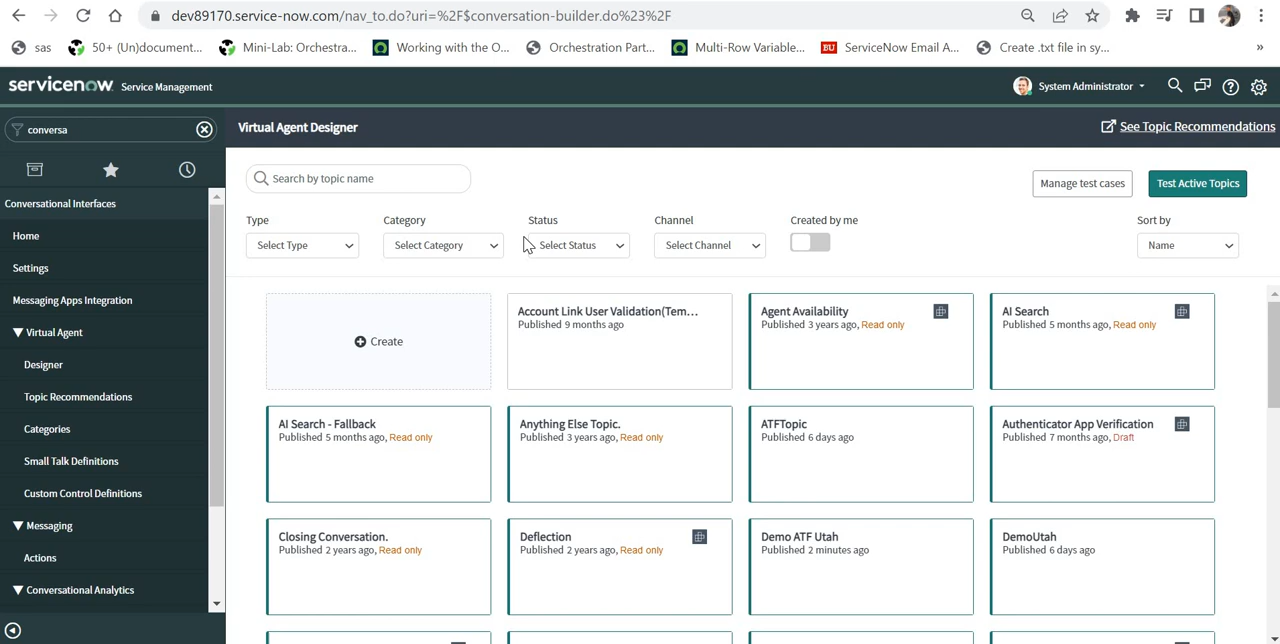 dev89170.service-now.com/nav_to.do?uri=%2F$conversation-builder.do%23%2F
sas
50+ (Un)document...
Mini-Lab: Orchestra...
Working with the O...
Orchestration Part...
Multi-Row Variable...
BU
ServiceNow Email A...
Create .txt file in sy...
»
servicenow. Service Management
System Administrator
conversa
Virtual Agent Designer
See Topic Recommendations
Search by topic name
Manage test cases
Test Active Topics
Type
Category
Status
Channel
Created by me
Sort by
Select Type
Select Category
Select Status
Select Channel
Name
Conversational Interfaces
Home
Settings
Messaging Apps Integration
Virtual Agent
Designer
Topic Recommendations
Categories
Small Talk Definitions
Custom Control Definitions
Messaging
Actions
Conversational Analytics
Create
Account Link User Validation(Tem...
Published 9 months ago
Agent Availability
Published 3 years ago, Read only
AI Search
Published 5 months ago, Read only
AI Search - Fallback
Published 5 months ago, Read only
Anything Else Topic.
Published 3 years ago, Read only
ATFTopic
Published 6 days ago
Authenticator App Verification
Published 7 months ago, Draft
Closing Conversation.
Published 2 years ago, Read only
Deflection
Published 2 years ago, Read only
Demo ATF Utah
Published 2 minutes ago
DemoUtah
Published 6 days ago